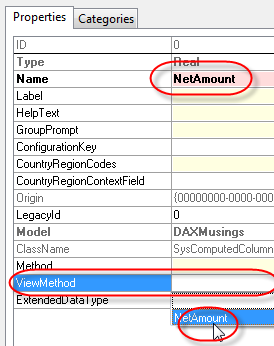 Properties Categories
ID 0
Type Real
Name NetAmount
Label
HelpText
GroupPrompt
ConfigurationKey
CountryRegionCodes
CountryRegionContextField
Origin {00000000-0000-000
LegacyId 0
Model DAXMusings
ClassName SysComputedColumn
Method
ViewMethod
ExtendedDataType
NetAmount